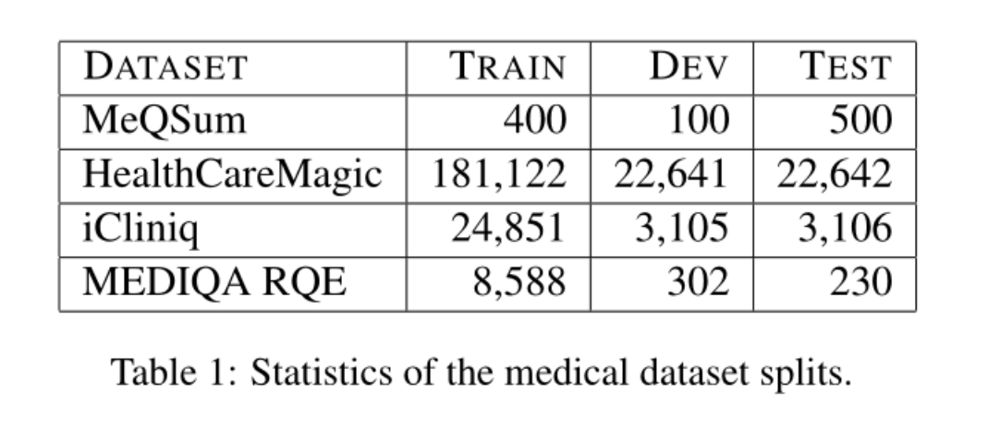 DATASET TRAIN DEV TEST
MeQSum 400 100 500
HealthCareMagic 181,122 22,641 22,642
iCliniq 24,851 3,105 3,106
MEDIQA RQE 8,588 302 230
Table 1: Statistics of the medical dataset splits.